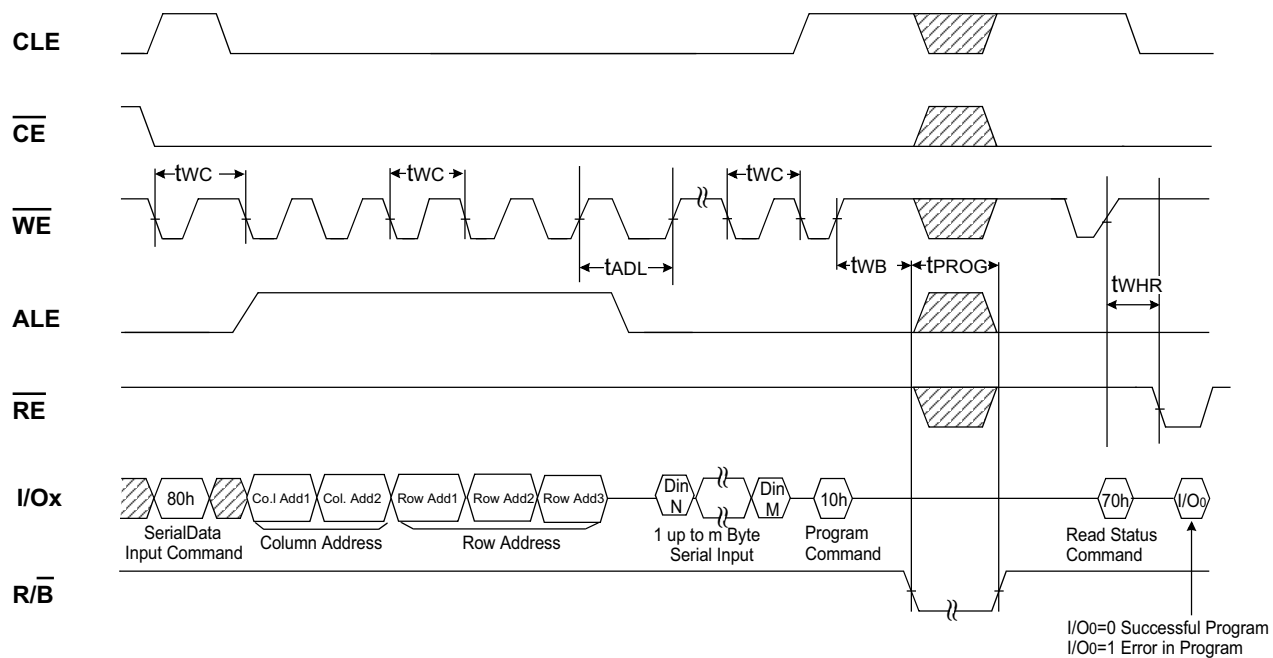 CLE
CE
tWC tWC tWC
WE
tADL tWB tPROG tWHR
ALE
RE
I/Ox 80h Co.l Add1 Col. Add2 Row Add1 Row Add2 Row Add3 Din N Din M 10h 70h I/O0
SerialData Input Command
Column Address
Row Address
1 up to m Byte Serial Input
Program Command
Read Status Command
R/B
I/O0=0 Successful Program
I/O0=1 Error in Program